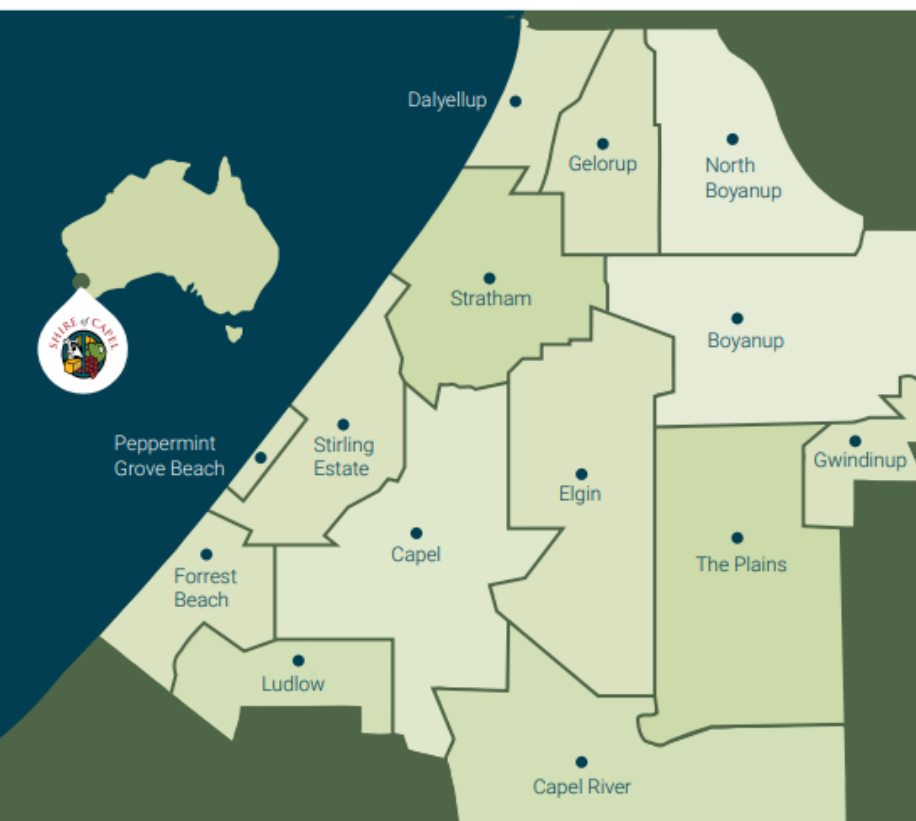 Dalyellup
Gelorup
North
Boyanup
Stratham
Boyanup
SHIRE of CAPEL
Peppermint
Grove Beach
Stirling
Estate
Gwindinup
Elgin
Capel
The Plains
Forrest
Beach
Ludlow
Capel River